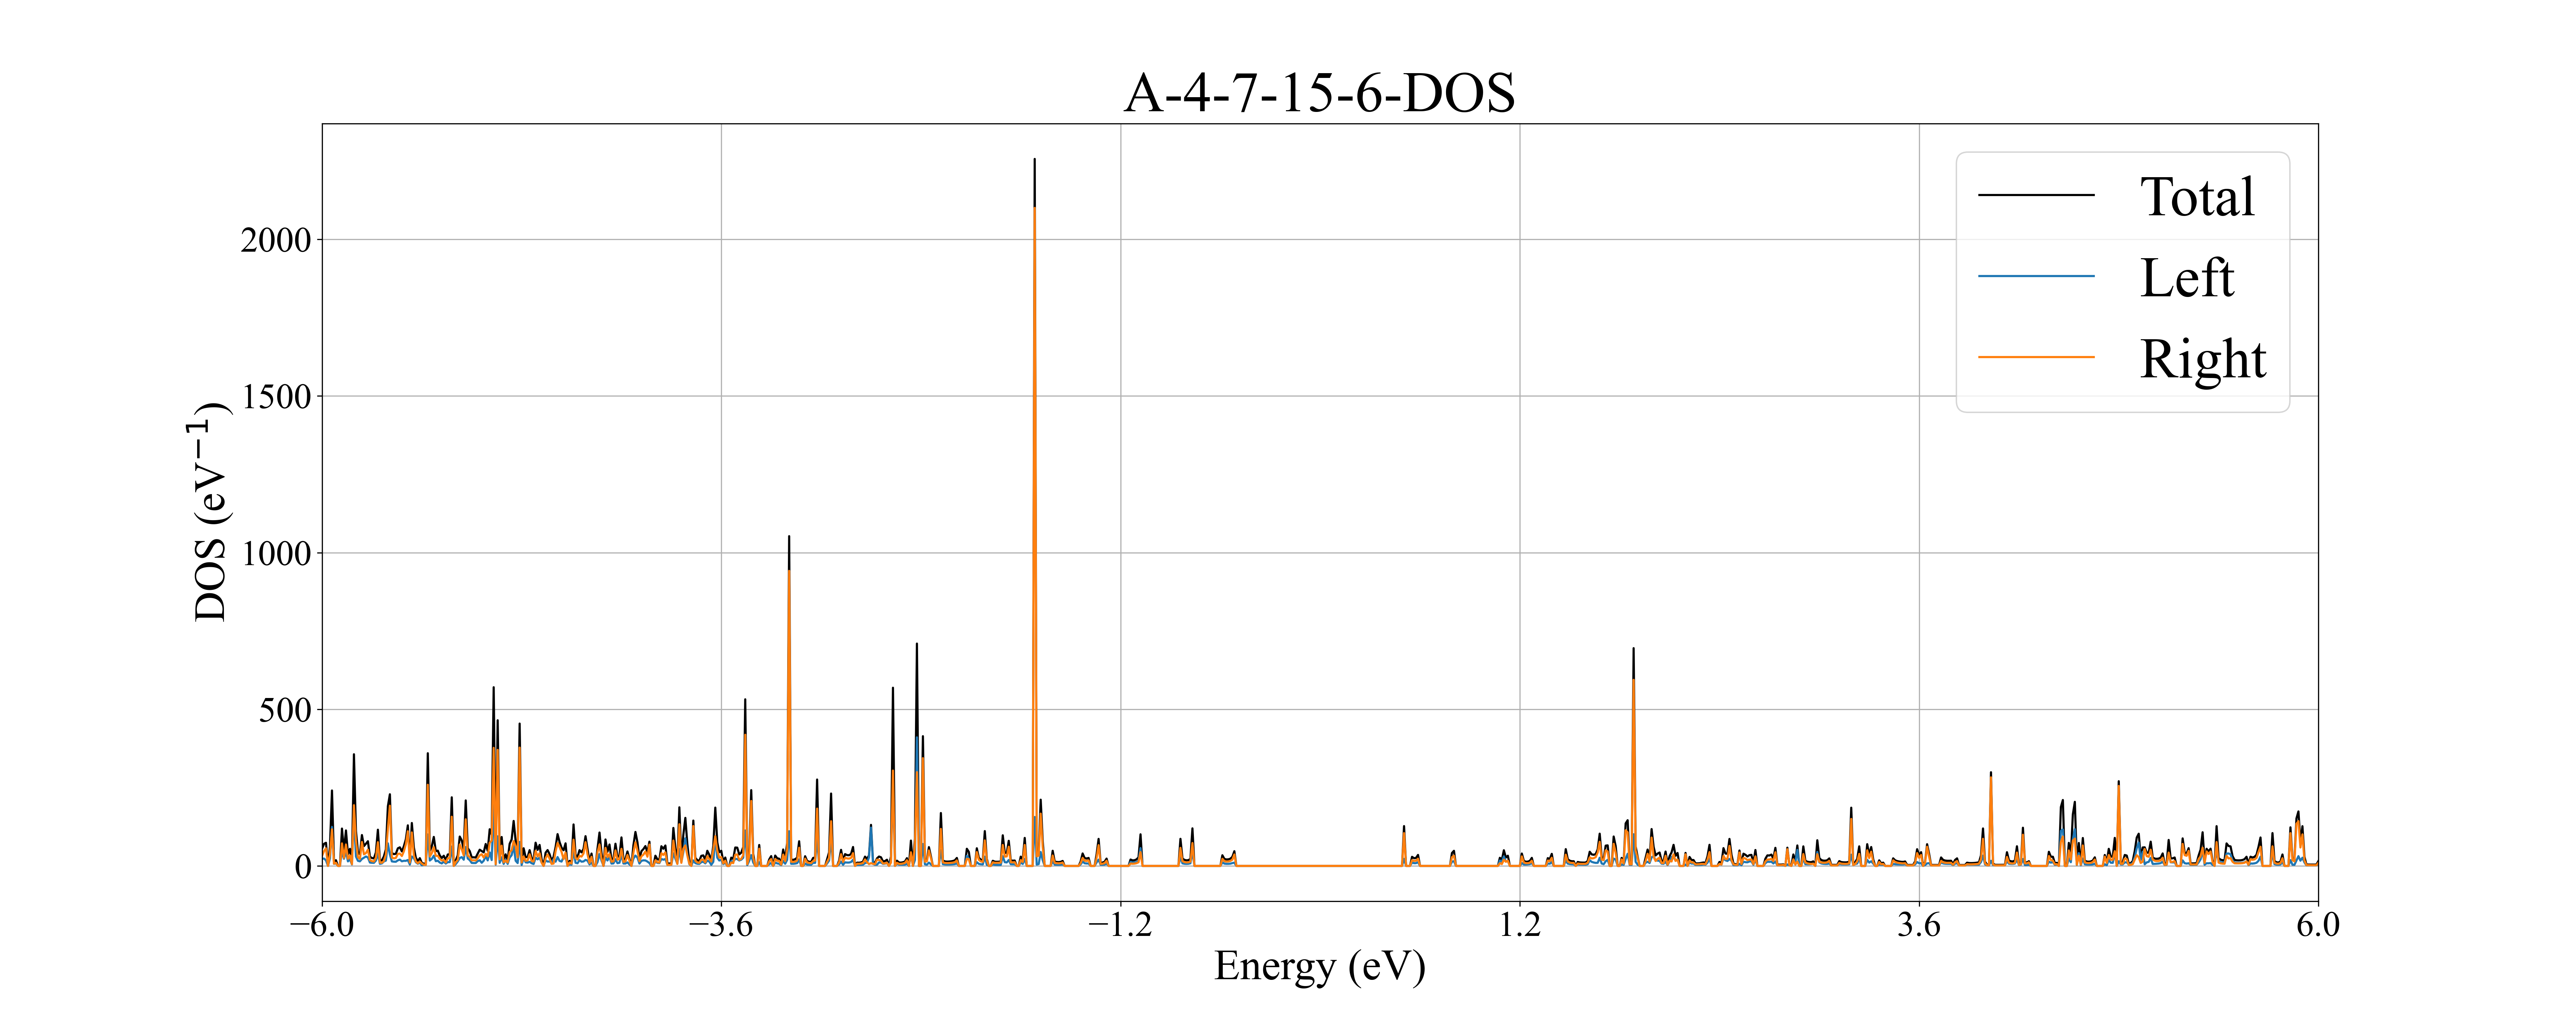 A-4-7-15-6-DOS
Total
Left
Right
2000
1500
1000
500
0
DOS (eV⁻¹)
−6.0 −3.6 −1.2 1.2 3.6 6.0
Energy (eV)